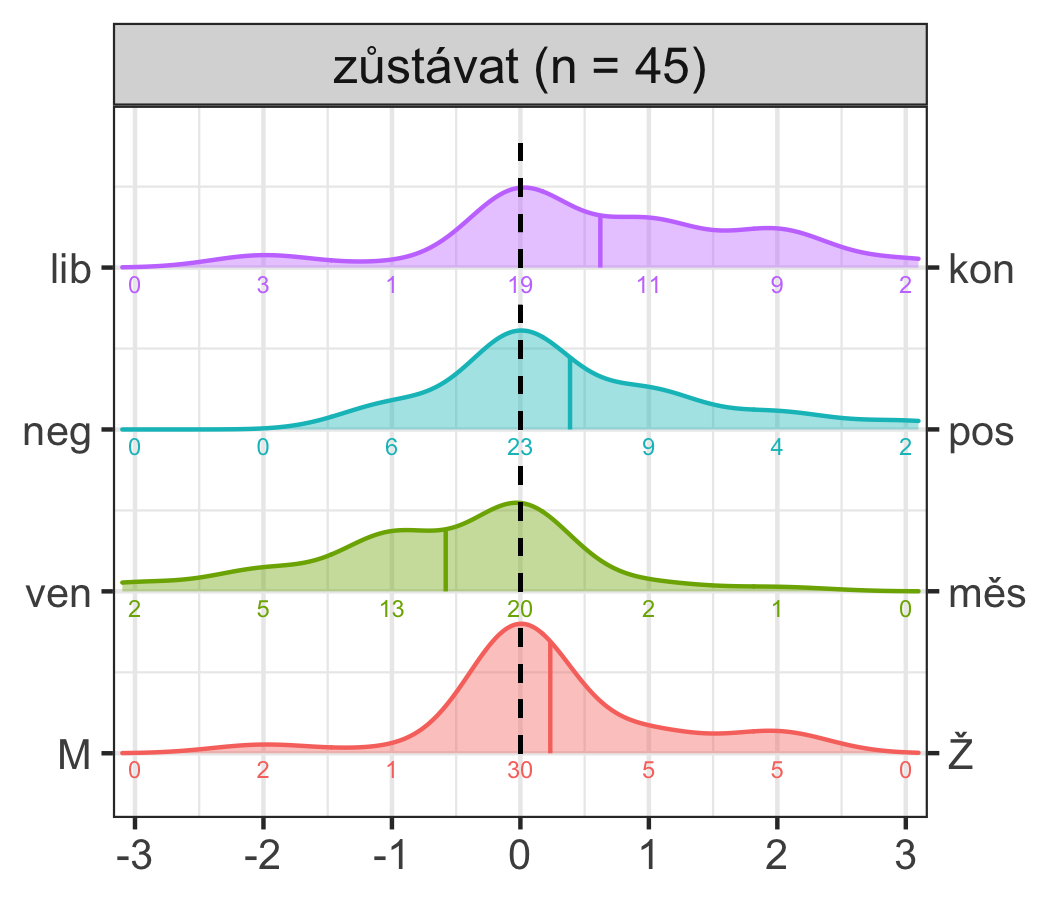 zůstávat (n = 45)
lib kon
0 3 1 19 11 9 2
neg pos
0 0 6 23 9 4 2
ven měs
2 5 13 20 2 1 0
M Ž
0 2 1 30 5 5 0
-3 -2 -1 0 1 2 3